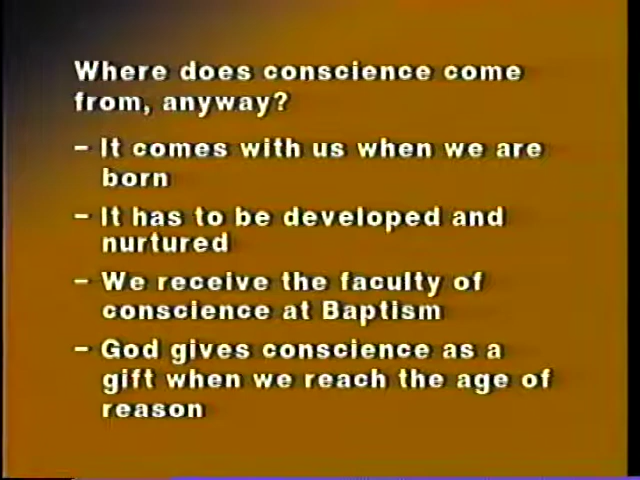 Where does conscience come
from, anyway?
– It comes with us when we are
born
– It has to be developed and
nurtured
– We receive the faculty of
conscience at Baptism
– God gives conscience as a
gift when we reach the age of
reason